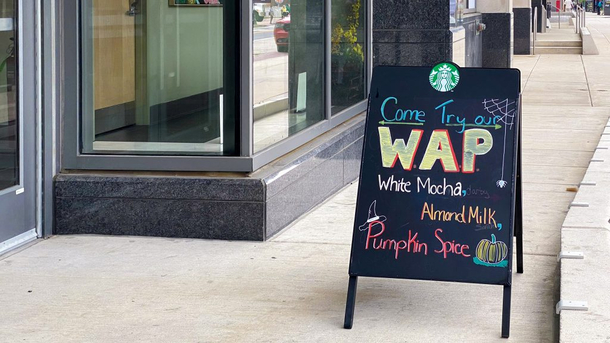 Come Try our
WAP
White Mocha,
Almond Milk,
Pumpkin Spice